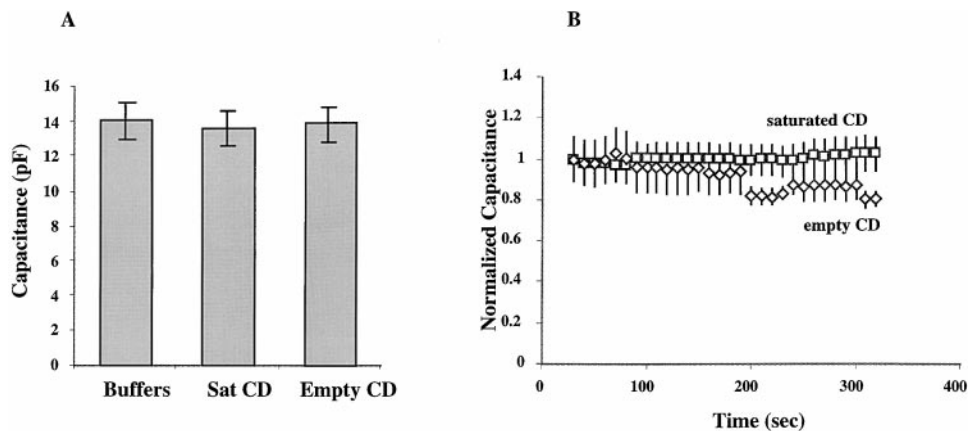 A
Capacitance (pF)
16
14
12
10
8
6
4
2
0
Buffers
Sat CD
Empty CD
B
Normalized Capacitance
1.4
1.2
1
0.8
0.6
0.4
0.2
0
saturated CD
empty CD
0
100
200
300
400
Time (sec)